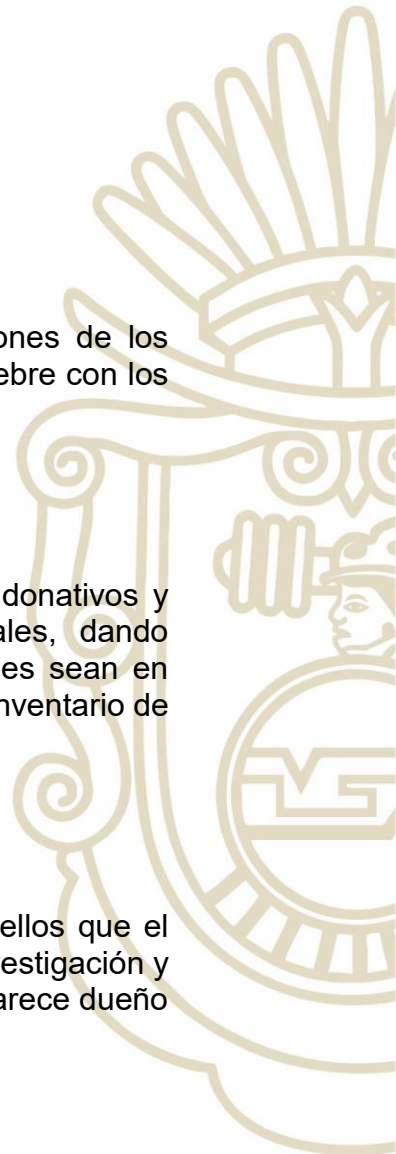 ones de los
ebre con los
donativos y
ales, dando
es sean en
nventario de
ellos que el
estigación y
arece dueño